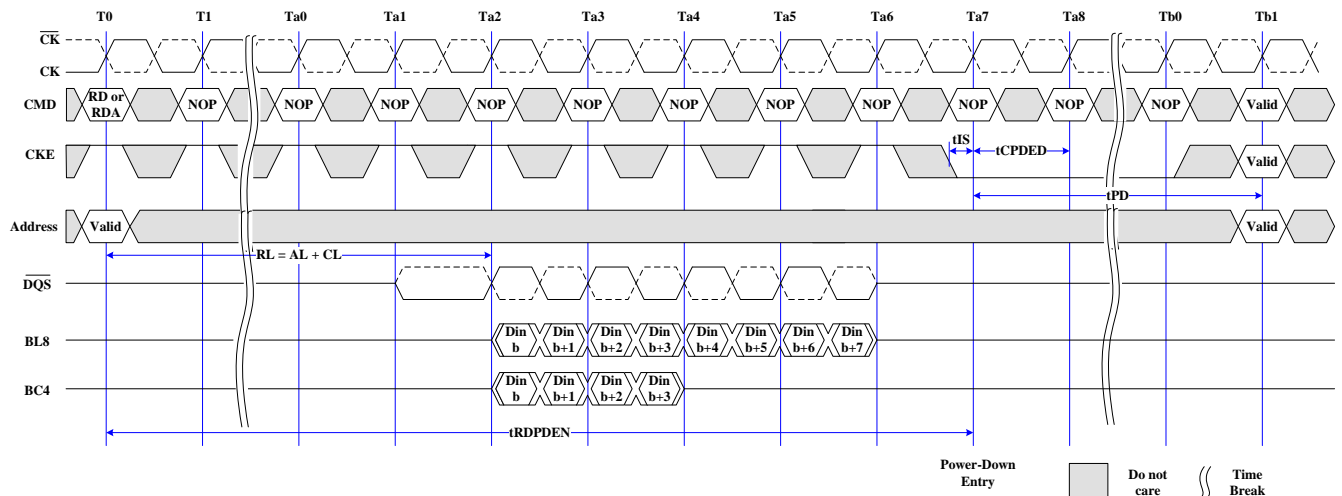 T0 T1 Ta0 Ta1 Ta2 Ta3 Ta4 Ta5 Ta6 Ta7 Ta8 Tb0 Tb1
CK
CK
CMD RD or RDA NOP NOP NOP NOP NOP NOP NOP NOP NOP NOP NOP Valid
tIS tCPDED
CKE Valid
tPD
Address Valid Valid
RL = AL + CL
DQS
BL8 Din b Din b+1 Din b+2 Din b+3 Din b+4 Din b+5 Din b+6 Din b+7
BC4 Din b Din b+1 Din b+2 Din b+3
tRDPDEN
Power-Down
Entry
Do not
care
Time
Break